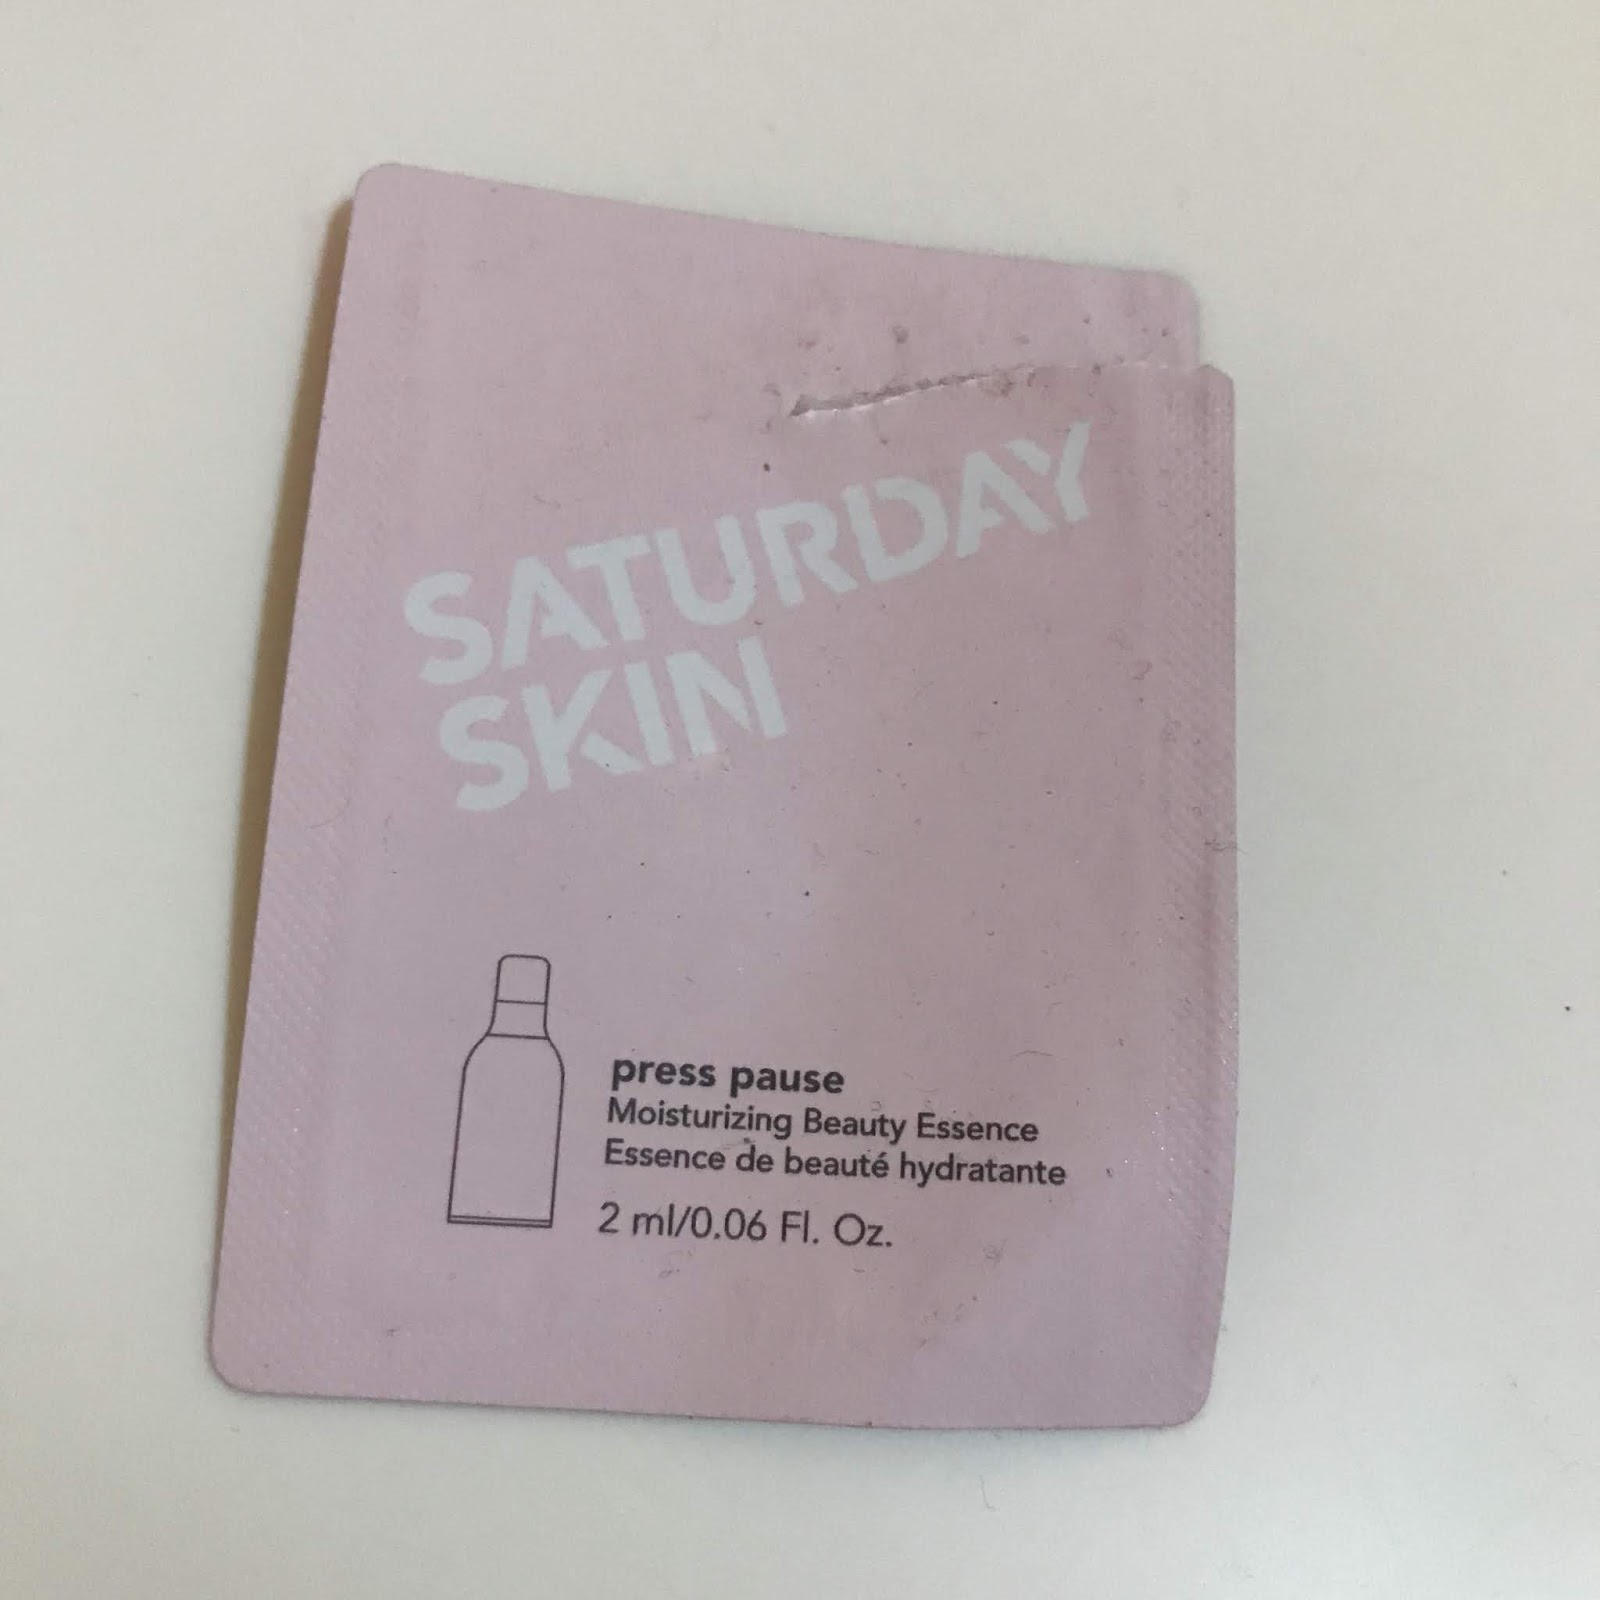 SATURDAY
SKIN
press pause
Moisturizing Beauty Essence
Essence de beauté hydratante
2 ml/0.06 Fl. Oz.